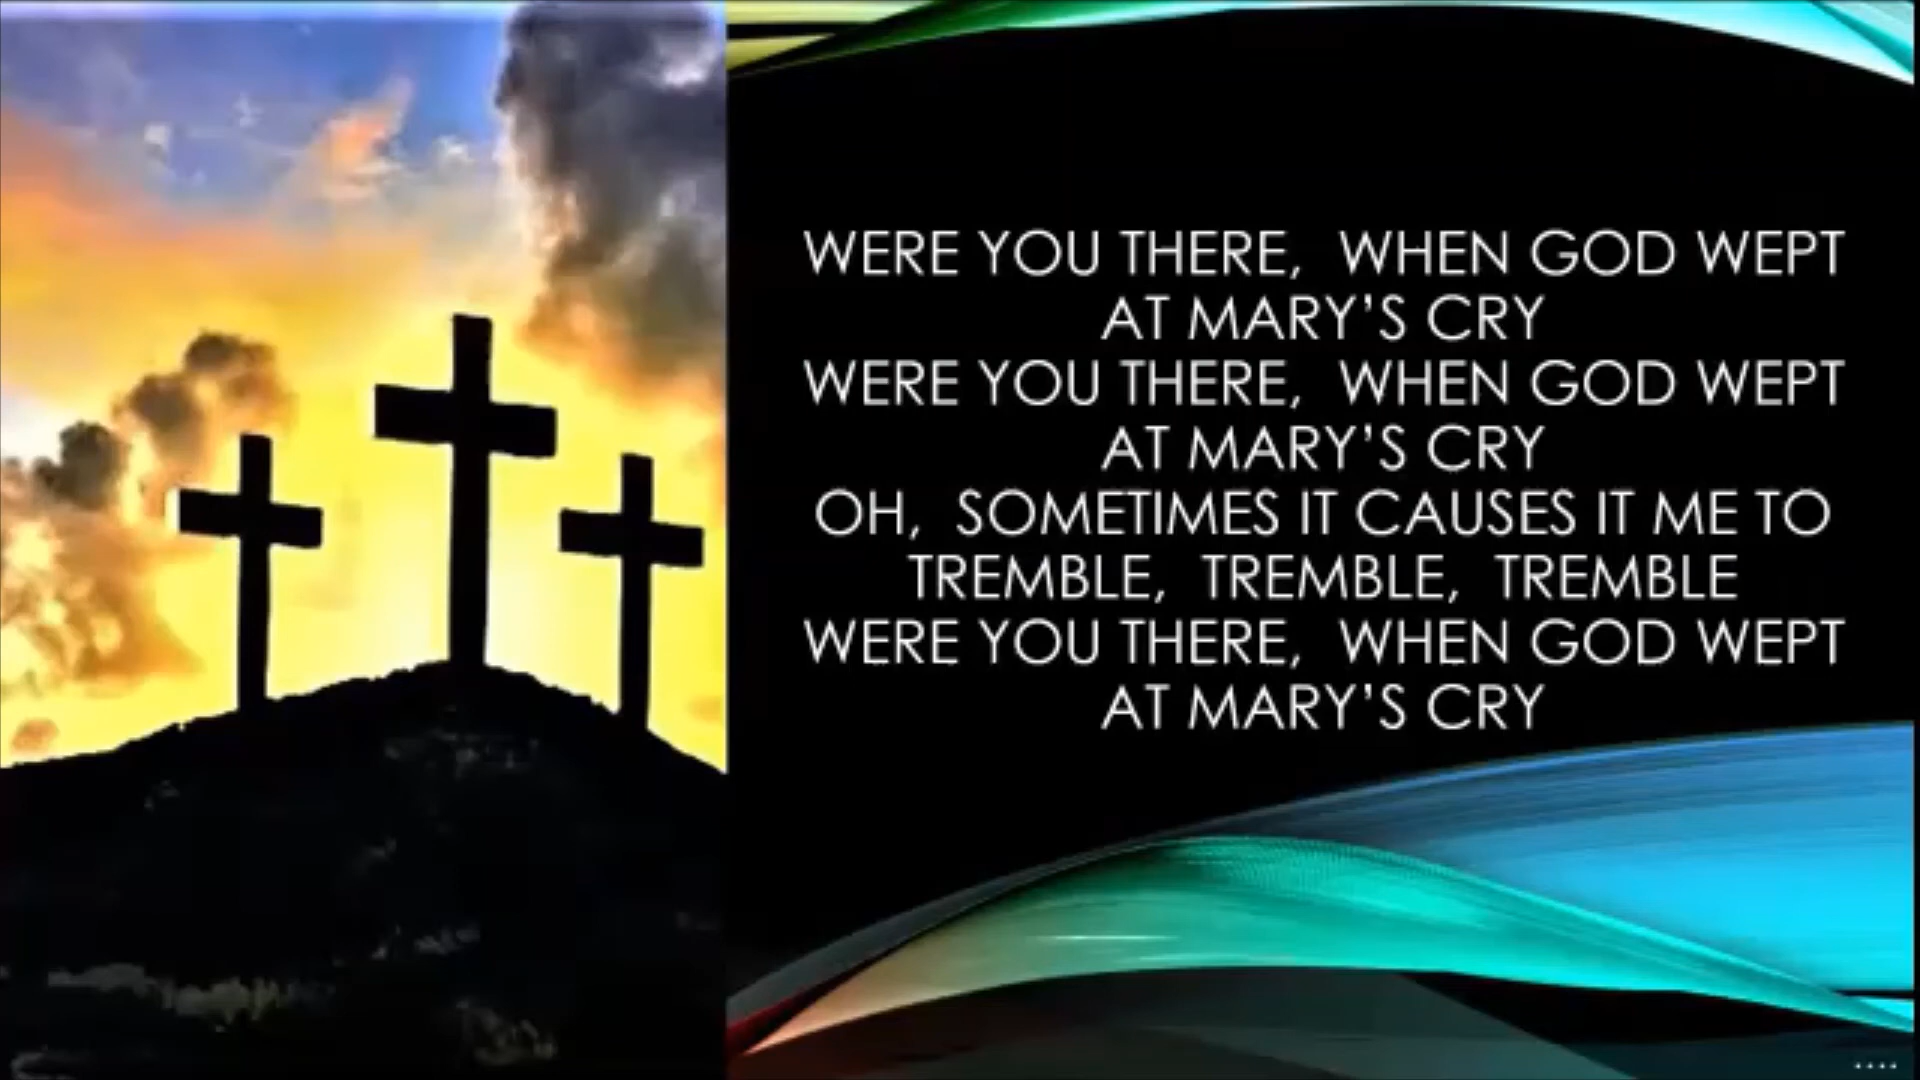 WERE YOU THERE, WHEN GOD WEPT
AT MARY'S CRY
WERE YOU THERE, WHEN GOD WEPT
AT MARY'S CRY
OH, SOMETIMES IT CAUSES IT ME TO
TREMBLE, TREMBLE, TREMBLE
WERE YOU THERE, WHEN GOD WEPT
AT MARY'S CRY